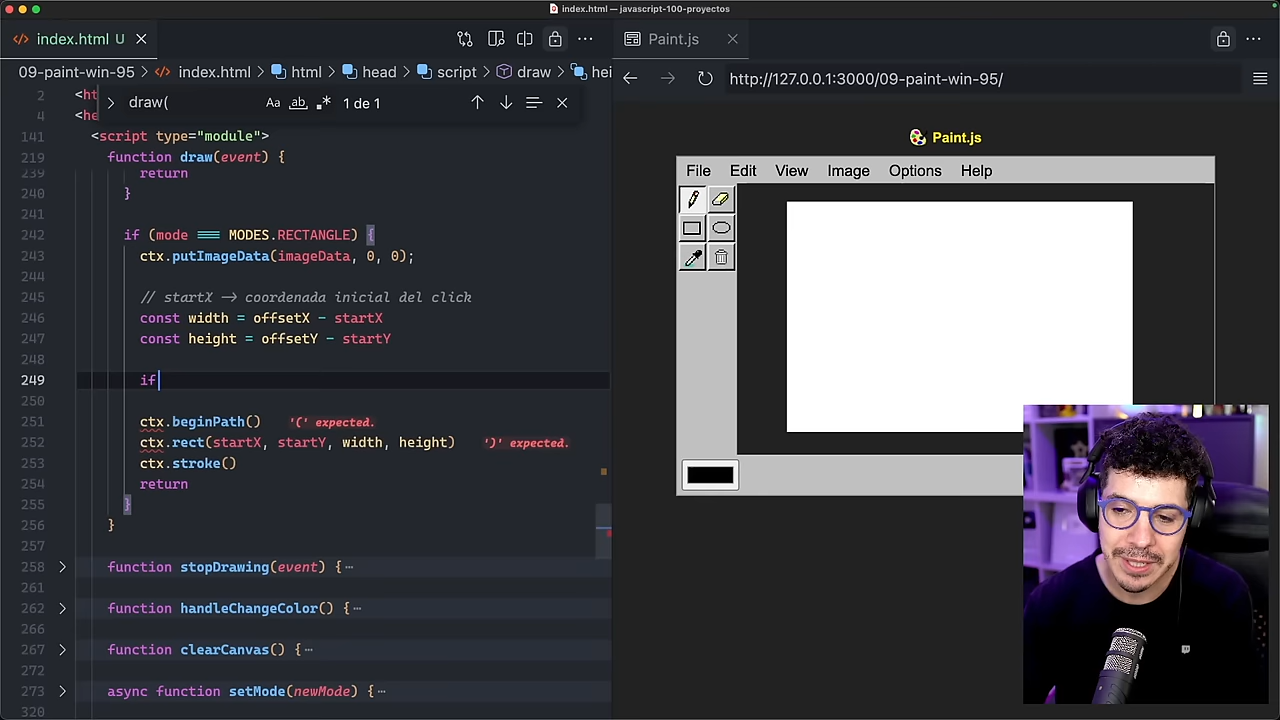 index.html — javascript-100-proyectos
index.html U
Paint.js
09-paint-win-95 > index.html > html > head > script > draw > hei
http://127.0.0.1:3000/09-paint-win-95/
draw(
Aa ab 1 de 1
2 <ht
4 <he
141 <script type="module">
219 function draw(event) {
239 return
240 }
241
242 if (mode === MODES.RECTANGLE) {
243 ctx.putImageData(imageData, 0, 0);
244
245 // startX -> coordenada inicial del click
246 const width = offsetX - startX
247 const height = offsetY - startY
248
249 if
250
251 ctx.beginPath() '(' expected.
252 ctx.rect(startX, startY, width, height) ')' expected.
253 ctx.stroke()
254 return
255 }
256 }
257
258 function stopDrawing(event) {…
261
262 function handleChangeColor() {…
266
267 function clearCanvas() {…
272
273 async function setMode(newMode) {…
320
Paint.js
File Edit View Image Options Help